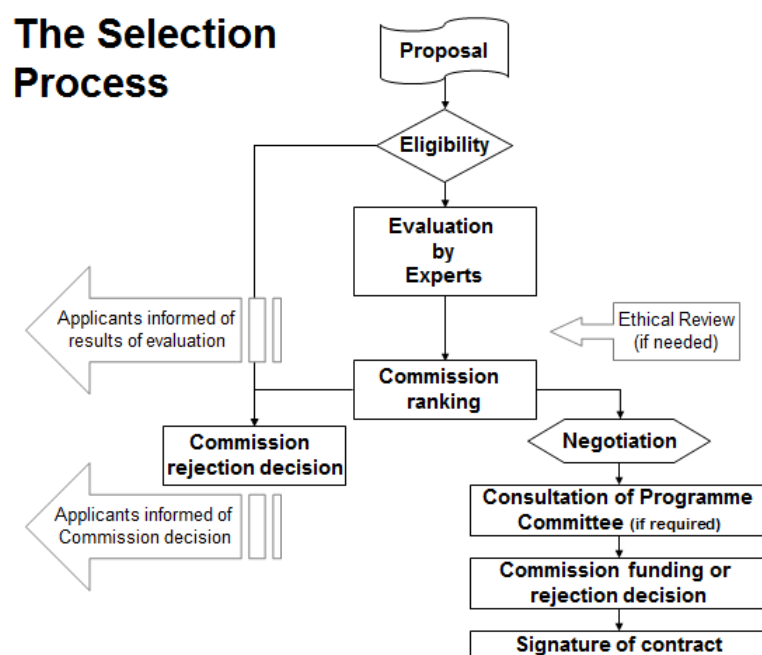 The Selection
Process
Proposal
Eligibility
Evaluation
by
Experts
Applicants informed of
results of evaluation
Ethical Review
(if needed)
Commission
ranking
Commission
rejection decision
Negotiation
Consultation of Programme
Committee (if required)
Applicants informed of
Commission decision
Commission funding or
rejection decision
Signature of contract